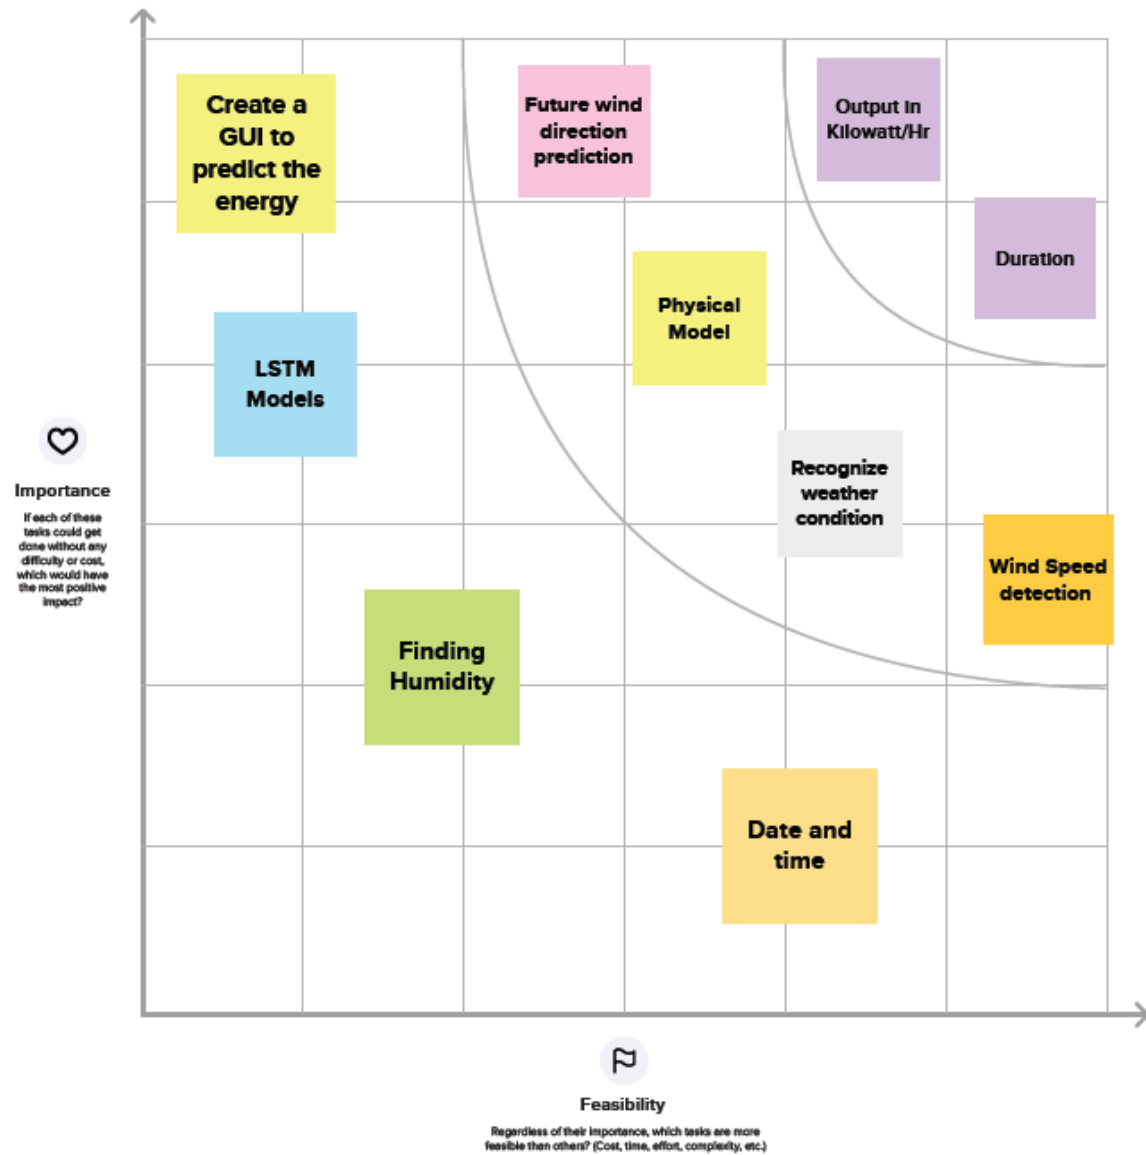 Create a
GUI to
predict the
energy
Future wind
direction
prediction
Output in
Kilowatt/Hr
Duration
Physical
Model
LSTM
Models
Recognize
weather
condition
Wind Speed
detection
Importance
If each of these
tasks could get
done without any
difficulty or cost,
which would have
the most positive
impact?
Finding
Humidity
Date and
time
Feasibility
Regardless of their importance, which tasks are more
feasible than others? (Cost, time, effort, complexity, etc.)